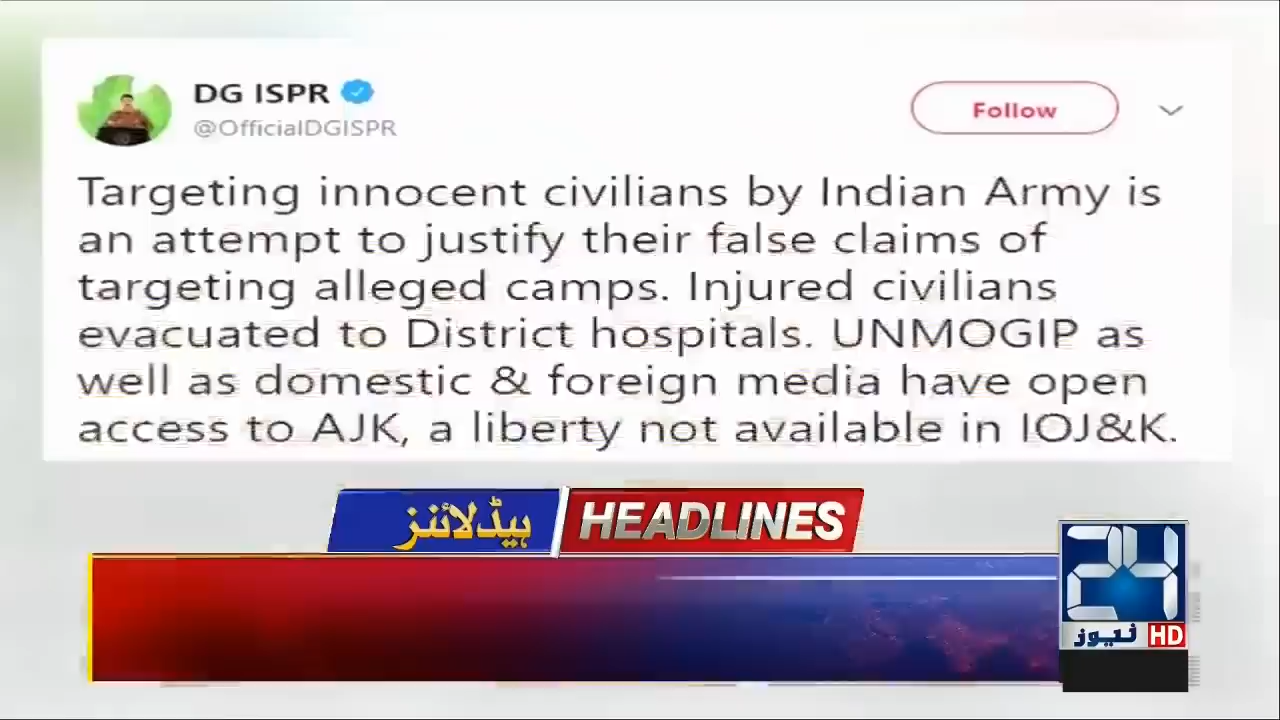 DG ISPR
@OfficialDGISPR
Follow
Targeting innocent civilians by Indian Army is
an attempt to justify their false claims of
targeting alleged camps. Injured civilians
evacuated to District hospitals. UNMOGIP as
well as domestic & foreign media have open
access to AJK, a liberty not available in IOJ&K.
ہیڈلائنز HEADLINES
24
نیوز HD